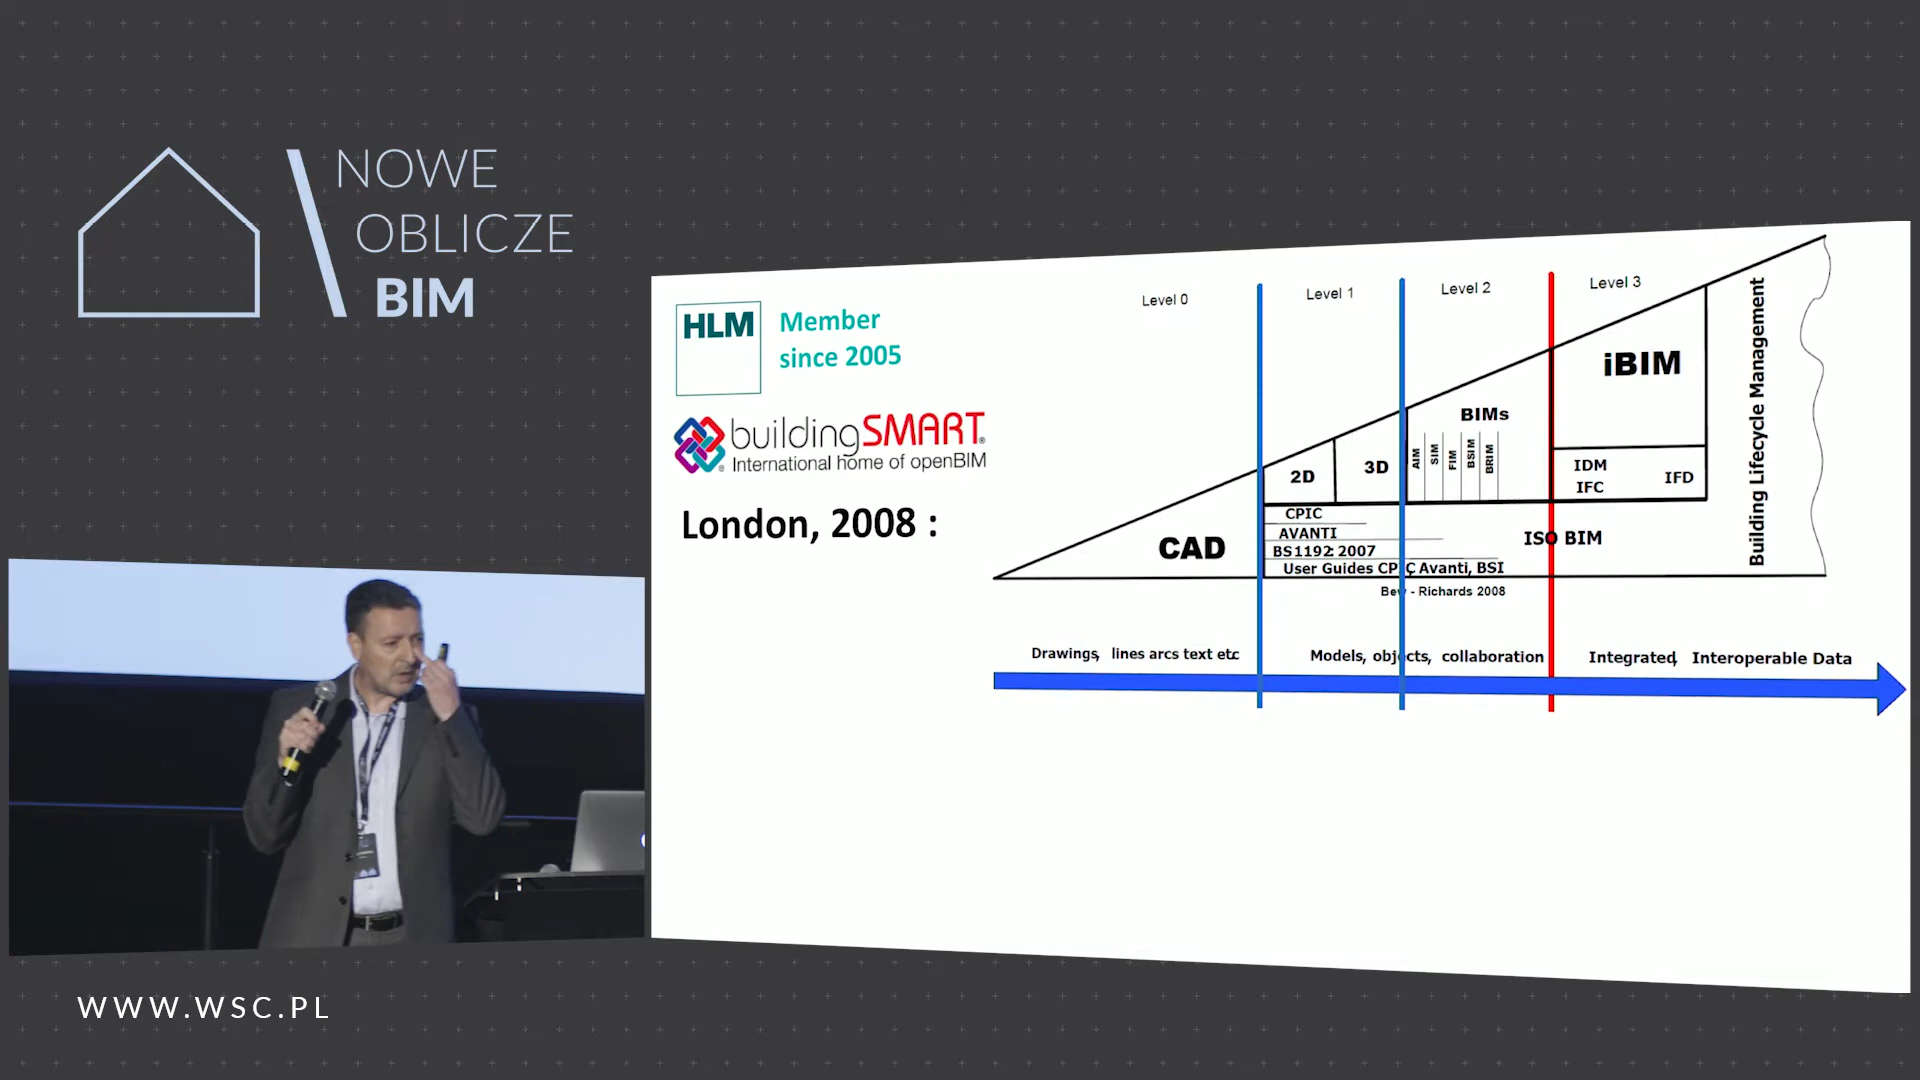 NOWE
OBLICZE
BIM
HLM
Member
since 2005
buildingSMART®
International home of openBIM
London, 2008 :
Level 0
Level 1
Level 2
Level 3
iBIM
BIMs
2D
3D
AIM
SIM
FIM
BSIM
BRIM
IDM
IFC
IFD
CAD
CPIC
AVANTI
BS1192:2007
User Guides CPIC Avanti, BSI
ISO BIM
Bew - Richards 2008
Building Lifecycle Management
Drawings, lines arcs text etc
Models, objects, collaboration
Integrated, Interoperable Data
WWW.WSC.PL